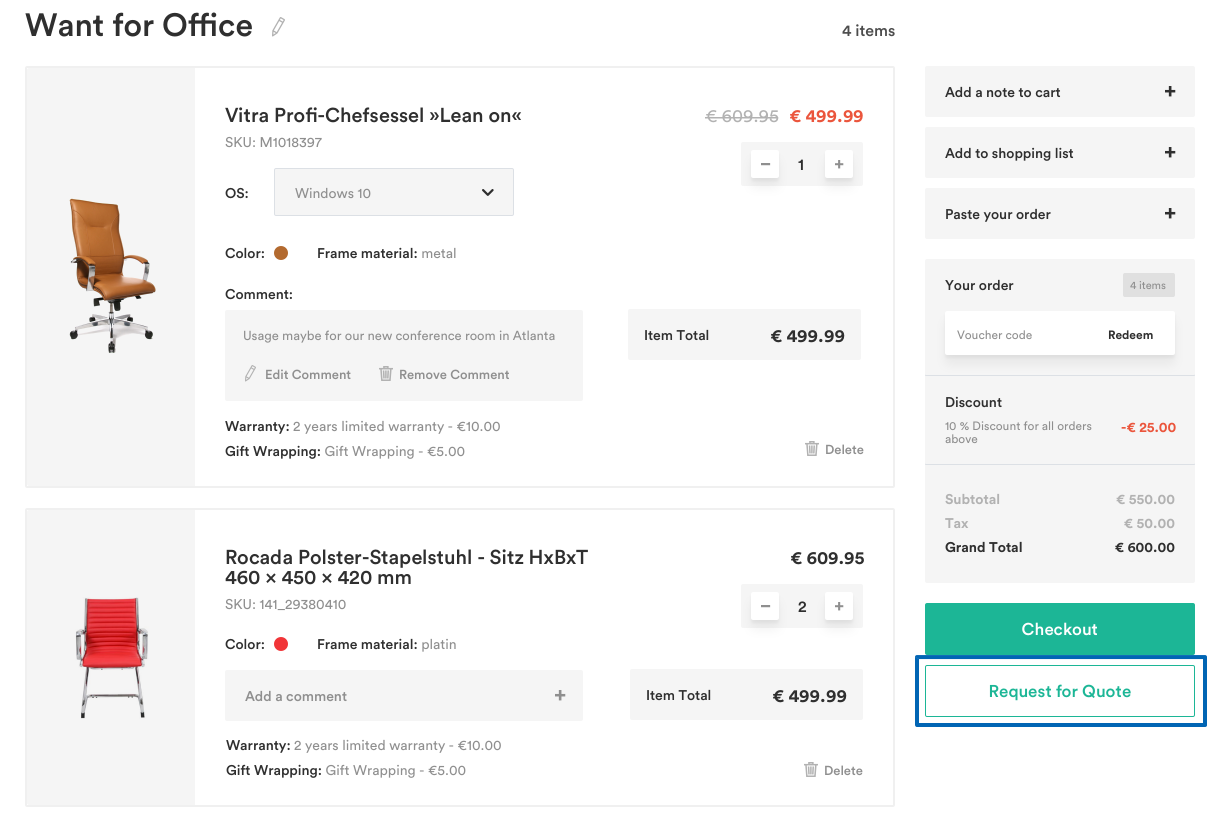 Want for Office
4 items
Vitra Profi-Chefsessel »Lean on«
€ 609.95 € 499.99
SKU: M1018397
− 1 +
OS: Windows 10
Color: Frame material: metal
Comment:
Usage maybe for our new conference room in Atlanta
Edit Comment Remove Comment
Item Total € 499.99
Warranty: 2 years limited warranty - €10.00
Gift Wrapping: Gift Wrapping - €5.00
Delete
Rocada Polster-Stapelstuhl - Sitz HxBxT
460 × 450 × 420 mm
€ 609.95
SKU: 141_29380410
− 2 +
Color: Frame material: platin
Add a comment +
Item Total € 499.99
Warranty: 2 years limited warranty - €10.00
Gift Wrapping: Gift Wrapping - €5.00
Delete
Add a note to cart +
Add to shopping list +
Paste your order +
Your order 4 items
Voucher code Redeem
Discount
10 % Discount for all orders
above
-€ 25.00
Subtotal € 550.00
Tax € 50.00
Grand Total € 600.00
Checkout
Request for Quote